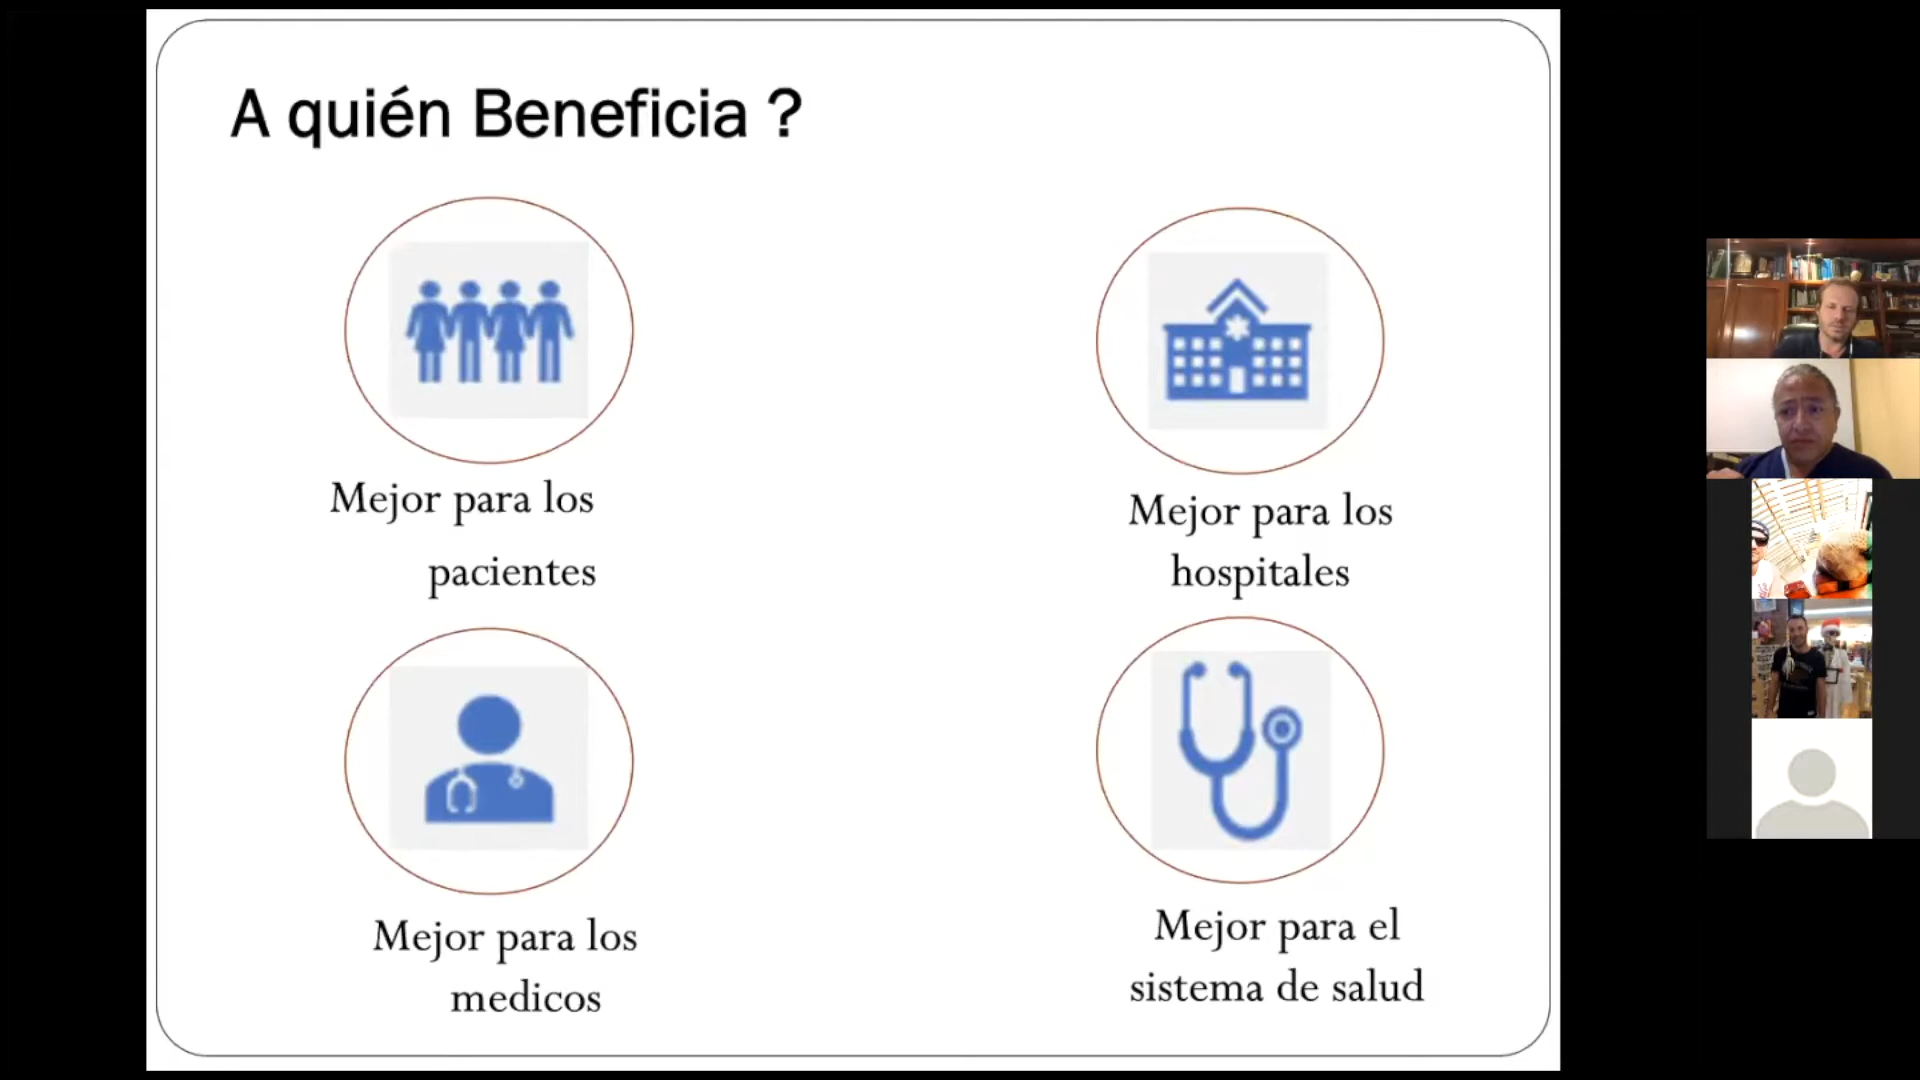 A quién Beneficia ?
Mejor para los
pacientes
Mejor para los
hospitales
Mejor para los
medicos
Mejor para el
sistema de salud